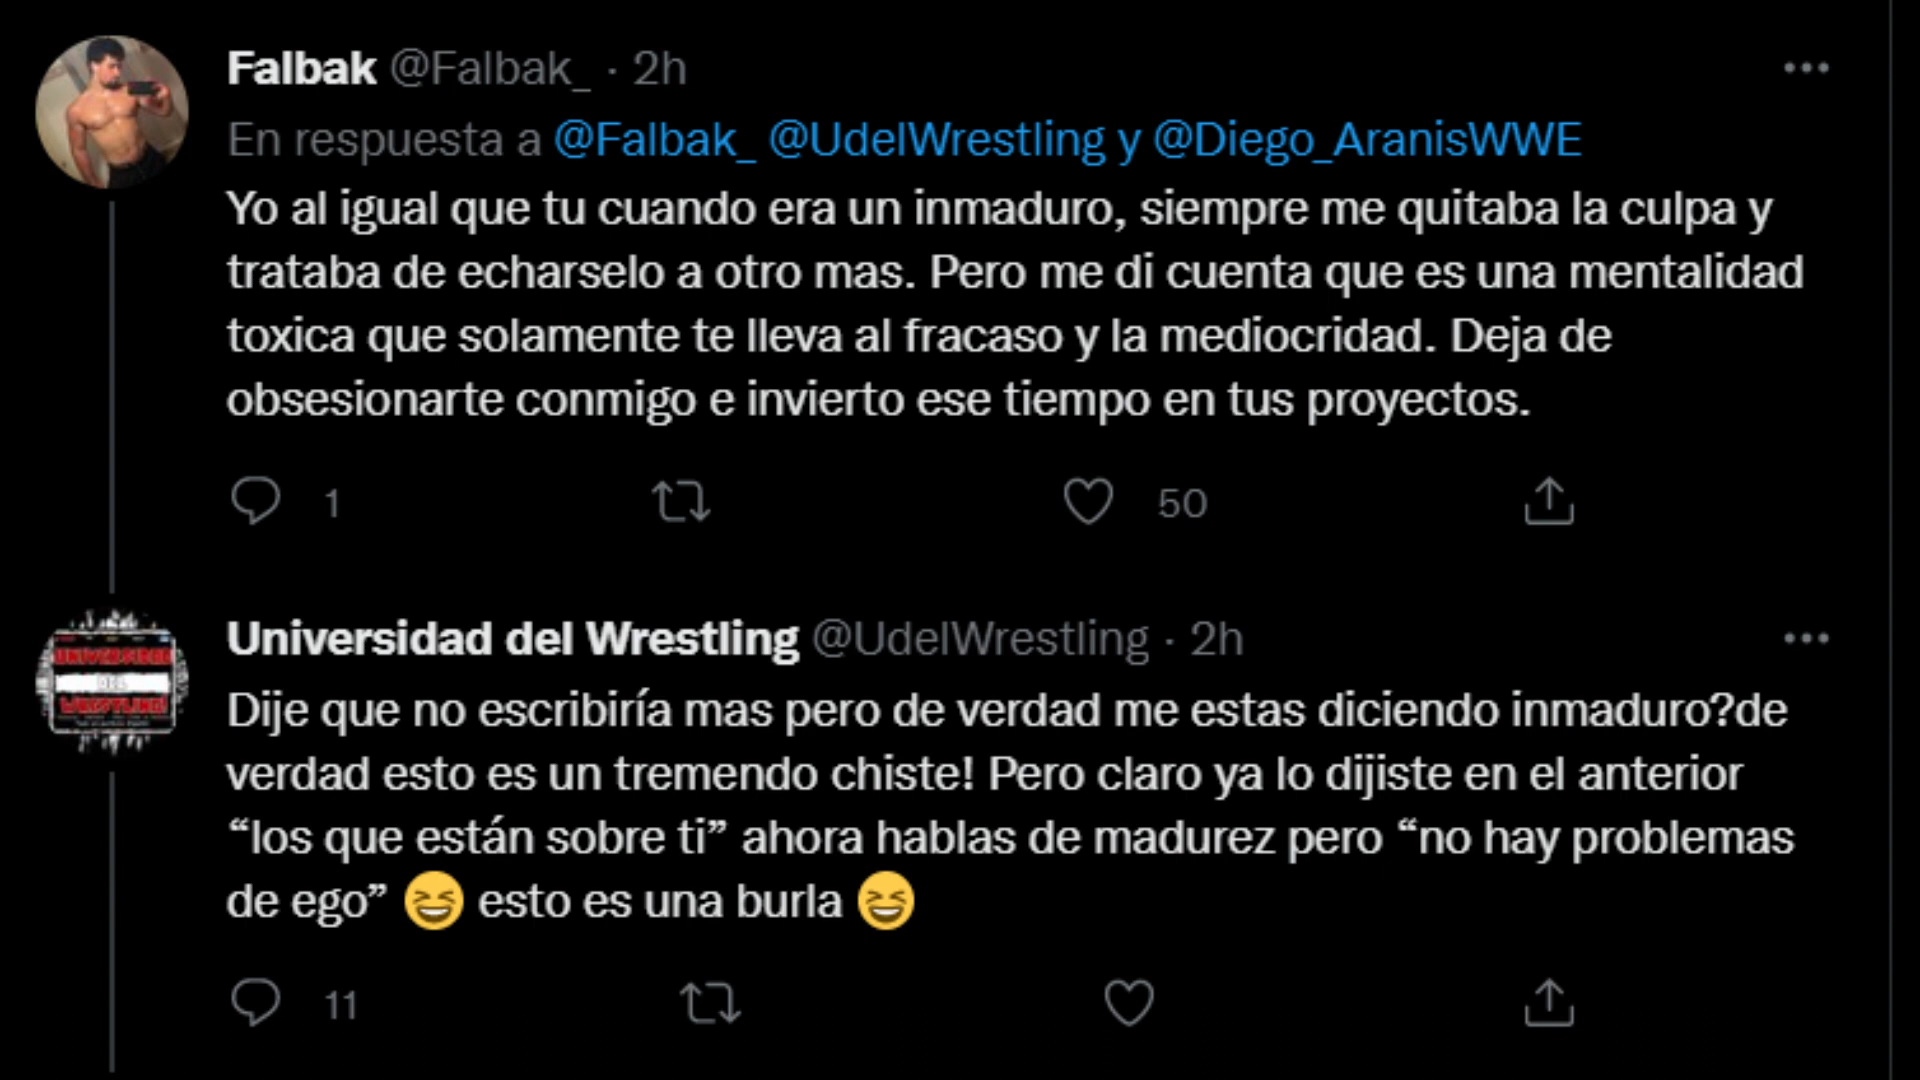 Falbak @Falbak_ · 2h
En respuesta a @Falbak_ @UdelWrestling y @Diego_AranisWWE
Yo al igual que tu cuando era un inmaduro, siempre me quitaba la culpa y
trataba de echarselo a otro mas. Pero me di cuenta que es una mentalidad
toxica que solamente te lleva al fracaso y la mediocridad. Deja de
obsesionarte conmigo e invierto ese tiempo en tus proyectos.
1 50
Universidad del Wrestling @UdelWrestling · 2h
UNIVERSIDAD
DEL
WRESTLING
Dije que no escribiría mas pero de verdad me estas diciendo inmaduro?de
verdad esto es un tremendo chiste! Pero claro ya lo dijiste en el anterior
“los que están sobre ti” ahora hablas de madurez pero “no hay problemas
de ego” 😆 esto es una burla 😆
11